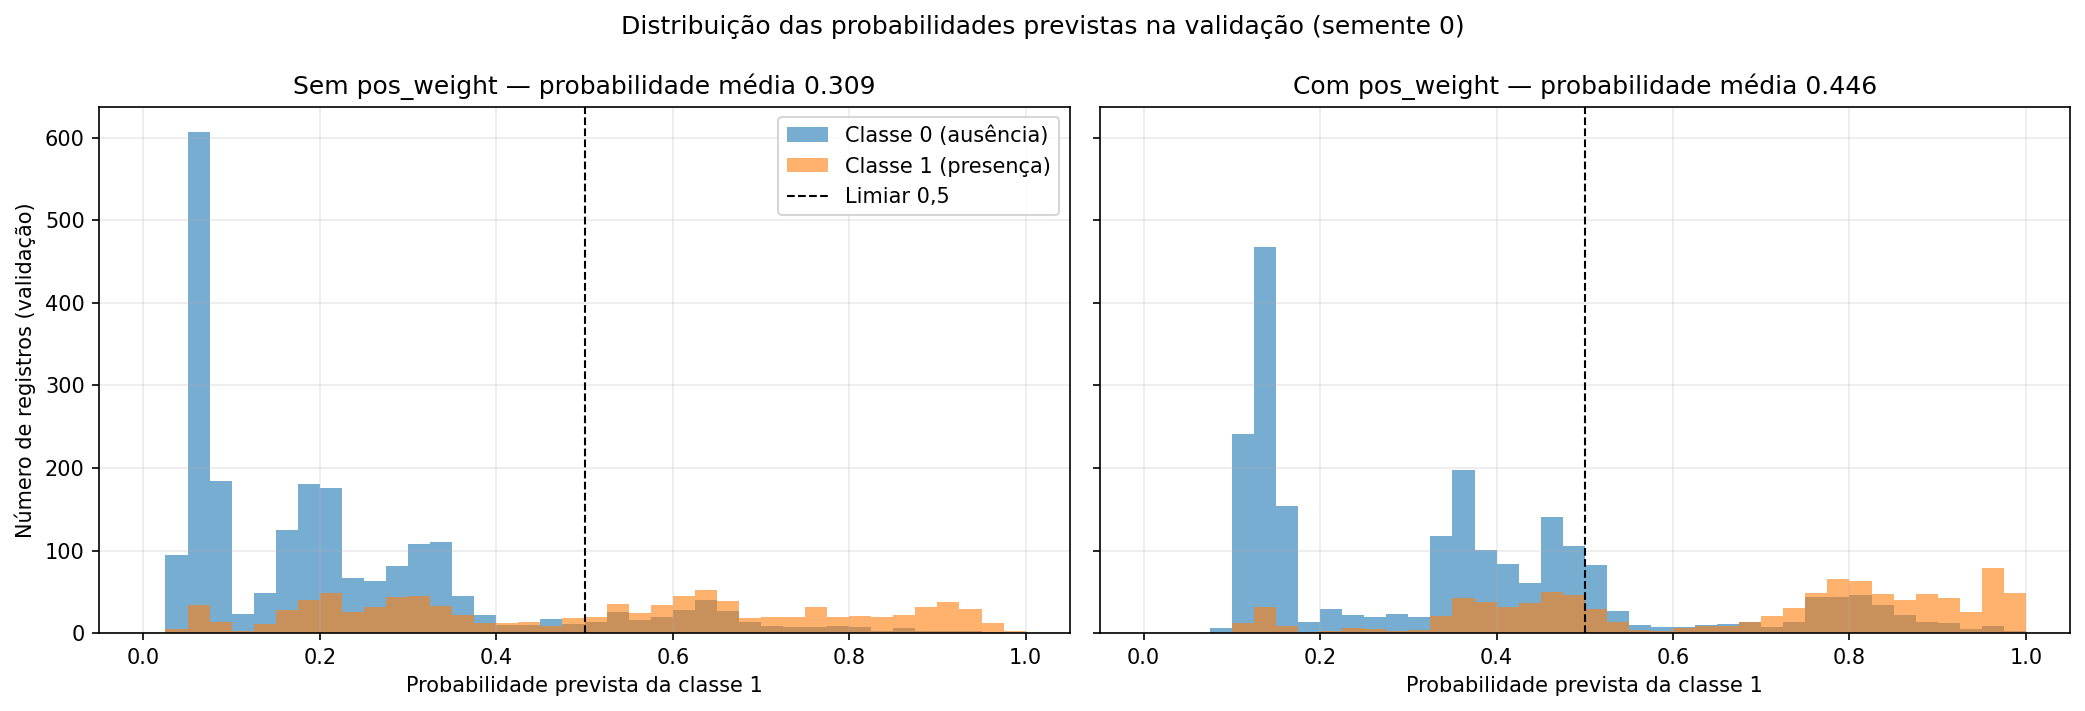 Distribuição das probabilidades previstas na validação (semente 0)
Sem pos_weight — probabilidade média 0.309
Classe 0 (ausência)
Classe 1 (presença)
Limiar 0,5
Número de registros (validação)
600
500
400
300
200
100
0
0.0 0.2 0.4 0.6 0.8 1.0
Probabilidade prevista da classe 1
Com pos_weight — probabilidade média 0.446
0.0 0.2 0.4 0.6 0.8 1.0
Probabilidade prevista da classe 1